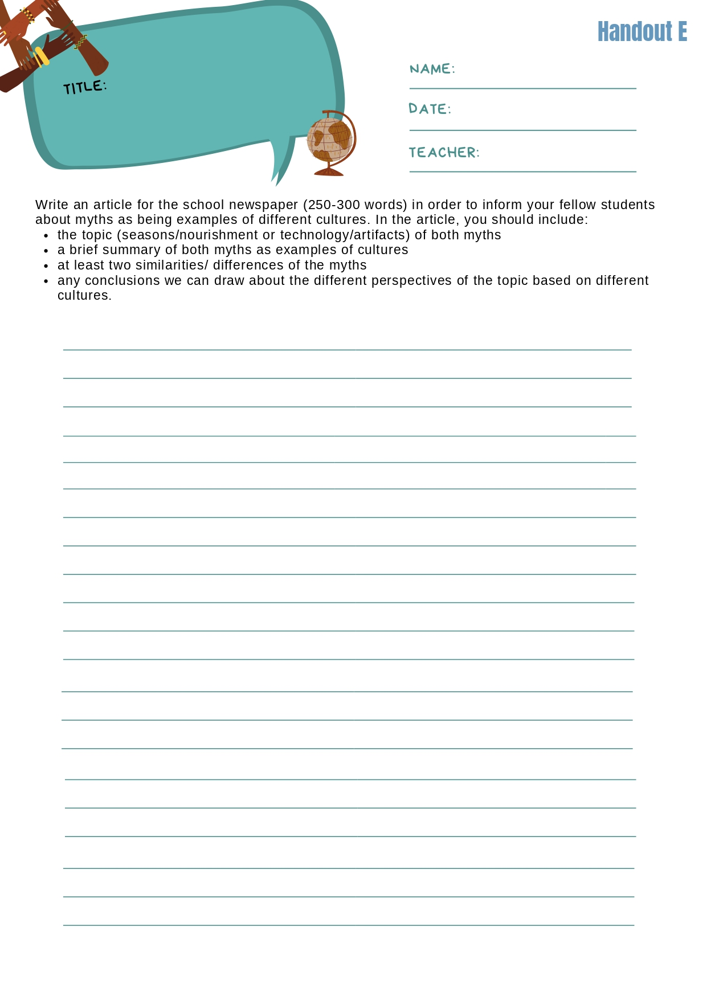 Handout E
TITLE:
NAME:
DATE:
TEACHER:
Write an article for the school newspaper (250-300 words) in order to inform your fellow students
about myths as being examples of different cultures. In the article, you should include:
• the topic (seasons/nourishment or technology/artifacts) of both myths
• a brief summary of both myths as examples of cultures
• at least two similarities/ differences of the myths
• any conclusions we can draw about the different perspectives of the topic based on different
cultures.